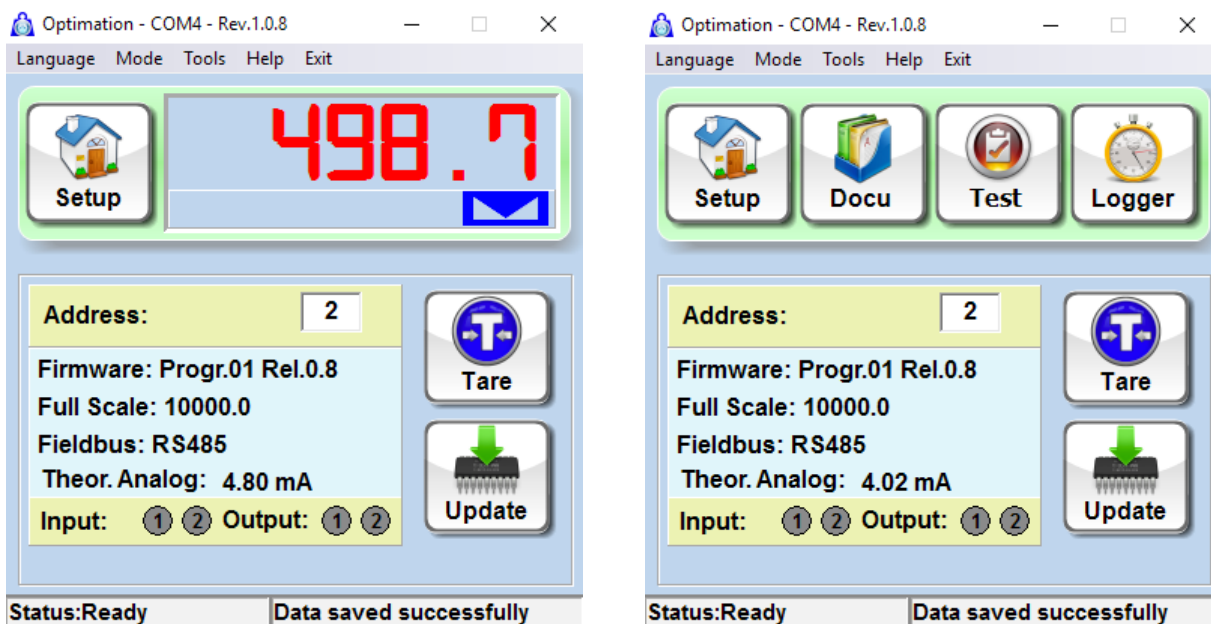 Optimation - COM4 - Rev.1.0.8
Language Mode Tools Help Exit
498.7
Setup
Address: 2
Firmware: Progr.01 Rel.0.8
Full Scale: 10000.0
Fieldbus: RS485
Theor. Analog: 4.80 mA
Input: 1 2 Output: 1 2
T
Tare
Update
Status:Ready Data saved successfully
Optimation - COM4 - Rev.1.0.8
Language Mode Tools Help Exit
Setup Docu Test Logger
Address: 2
Firmware: Progr.01 Rel.0.8
Full Scale: 10000.0
Fieldbus: RS485
Theor. Analog: 4.02 mA
Input: 1 2 Output: 1 2
T
Tare
Update
Status:Ready Data saved successfully